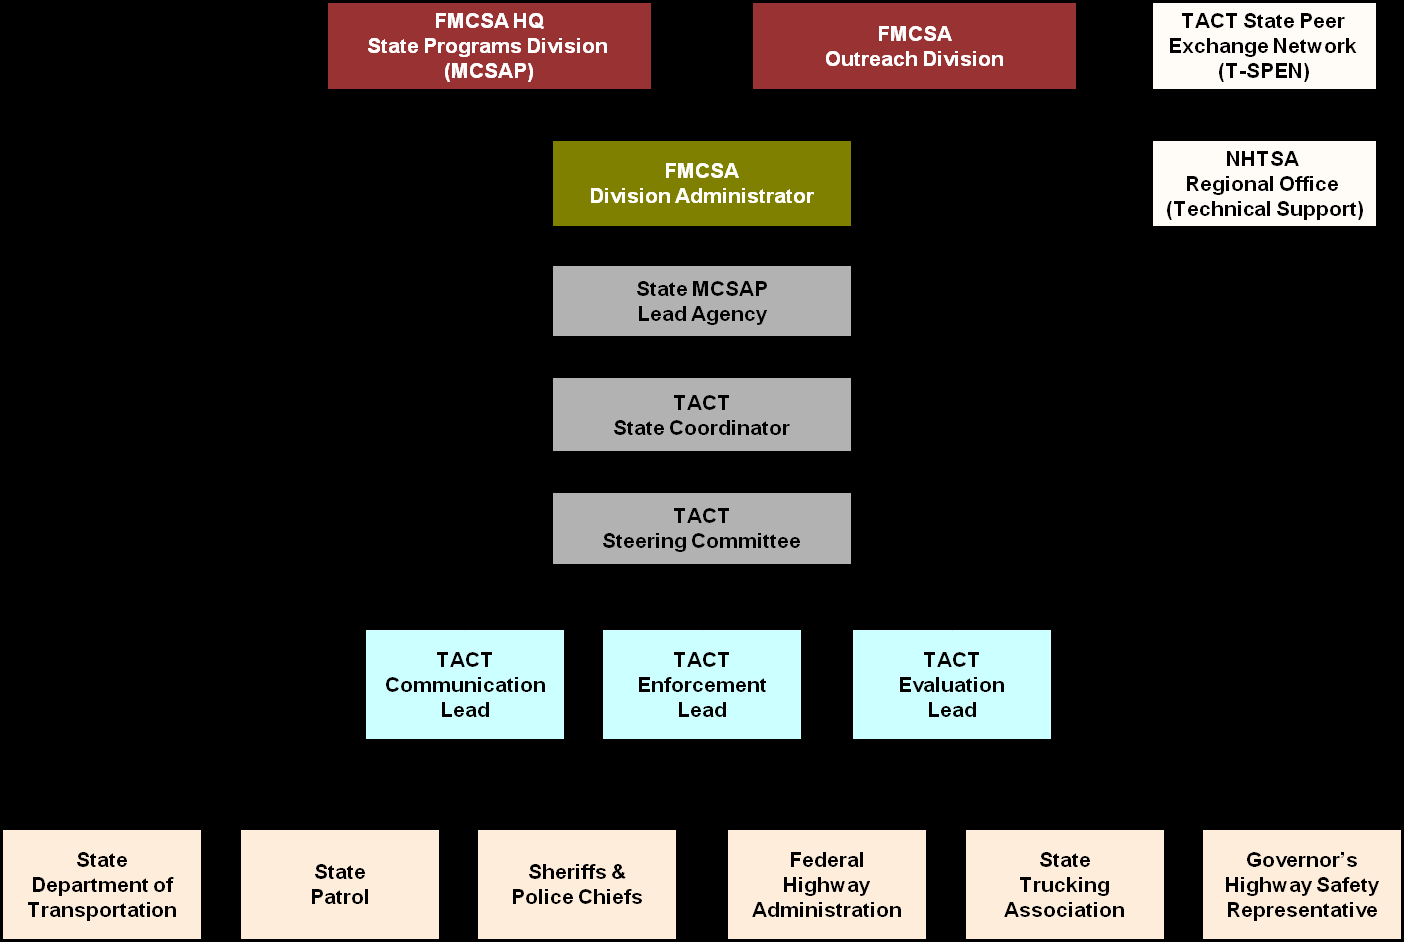 FMCSA HQ
State Programs Division
(MCSAP)
FMCSA
Outreach Division
TACT State Peer
Exchange Network
(T-SPEN)
FMCSA
Division Administrator
NHTSA
Regional Office
(Technical Support)
State MCSAP
Lead Agency
TACT
State Coordinator
TACT
Steering Committee
TACT
Communication
Lead
TACT
Enforcement
Lead
TACT
Evaluation
Lead
State
Department of
Transportation
State
Patrol
Sheriffs &
Police Chiefs
Federal
Highway
Administration
State
Trucking
Association
Governor’s
Highway Safety
Representative